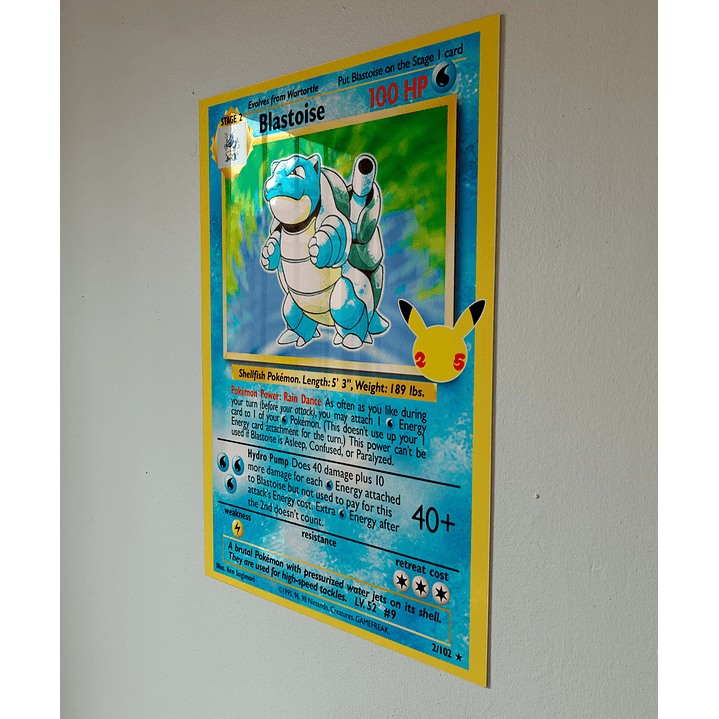 Evolves from Wartortle Put Blastoise on the Stage 1 card
STAGE 2 Blastoise 100 HP
25
Shellfish Pokémon. Length: 5' 3", Weight: 189 lbs.
Pokémon Power: Rain Dance As often as you like during
your turn (before your attack), you may attach 1 Energy
card to 1 of your Pokémon. (This doesn't use up your 1
Energy card attachment for the turn.) This power can't be
used if Blastoise is Asleep, Confused, or Paralyzed.
Hydro Pump Does 40 damage plus 10
more damage for each Energy attached
to Blastoise but not used to pay for this
attack's Energy cost. Extra Energy after
the 2nd doesn't count.
40+
weakness
resistance
retreat cost
A brutal Pokémon with pressurized water jets on its shell.
They are used for high-speed tackles. LV. 52 #9
Illus. Ken Sugimori
©1995, 96, 98 Nintendo, Creatures, GAMEFREAK.
2/102 ★